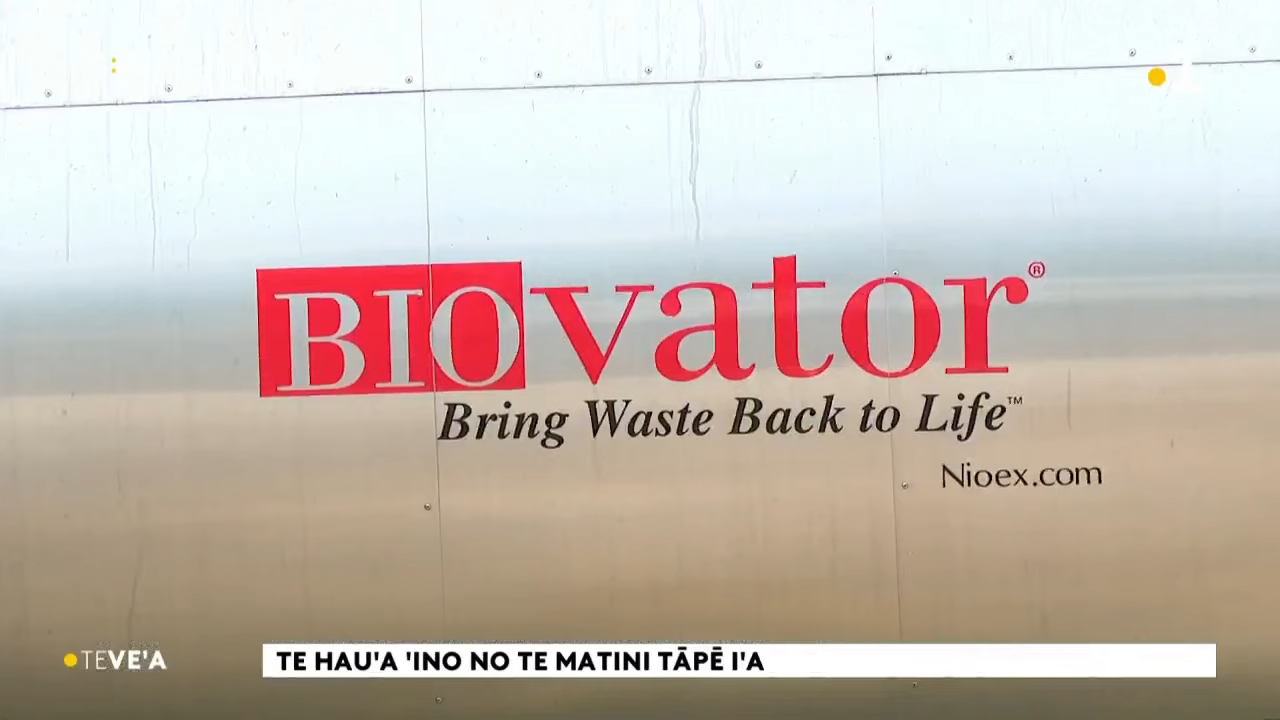 BIOvator®
Bring Waste Back to Life™
Nioex.com
TEVE'A
TE HAU'A 'INO NO TE MATINI TĀPĒ I'A